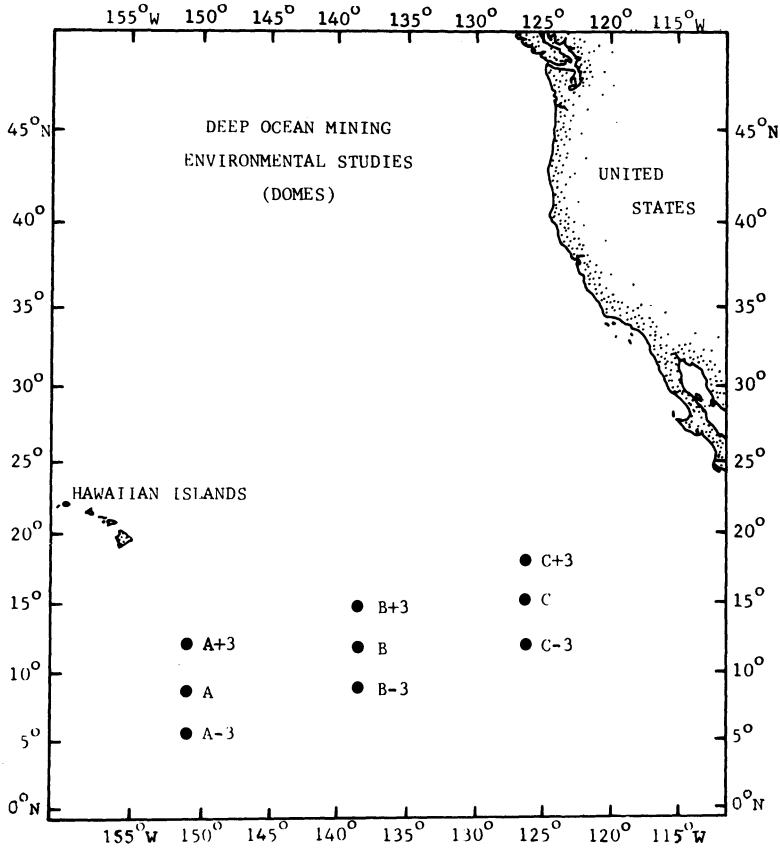 155°W 150° 145° 140° 135° 130° 125° 120° 115°W
45°N 45°N
DEEP OCEAN MINING
ENVIRONMENTAL STUDIES
(DOMES)
UNITED
STATES
40° 40°
35° 35°
30° 30°
25° 25°
HAWAIIAN ISLANDS
20° 20°
C+3
15° B+3 C 15°
A+3 B C-3
10° 10°
A B-3
A-3
5° 5°
0°N 0°N
155°W 150° 145° 140° 135° 130° 125° 120° 115°W